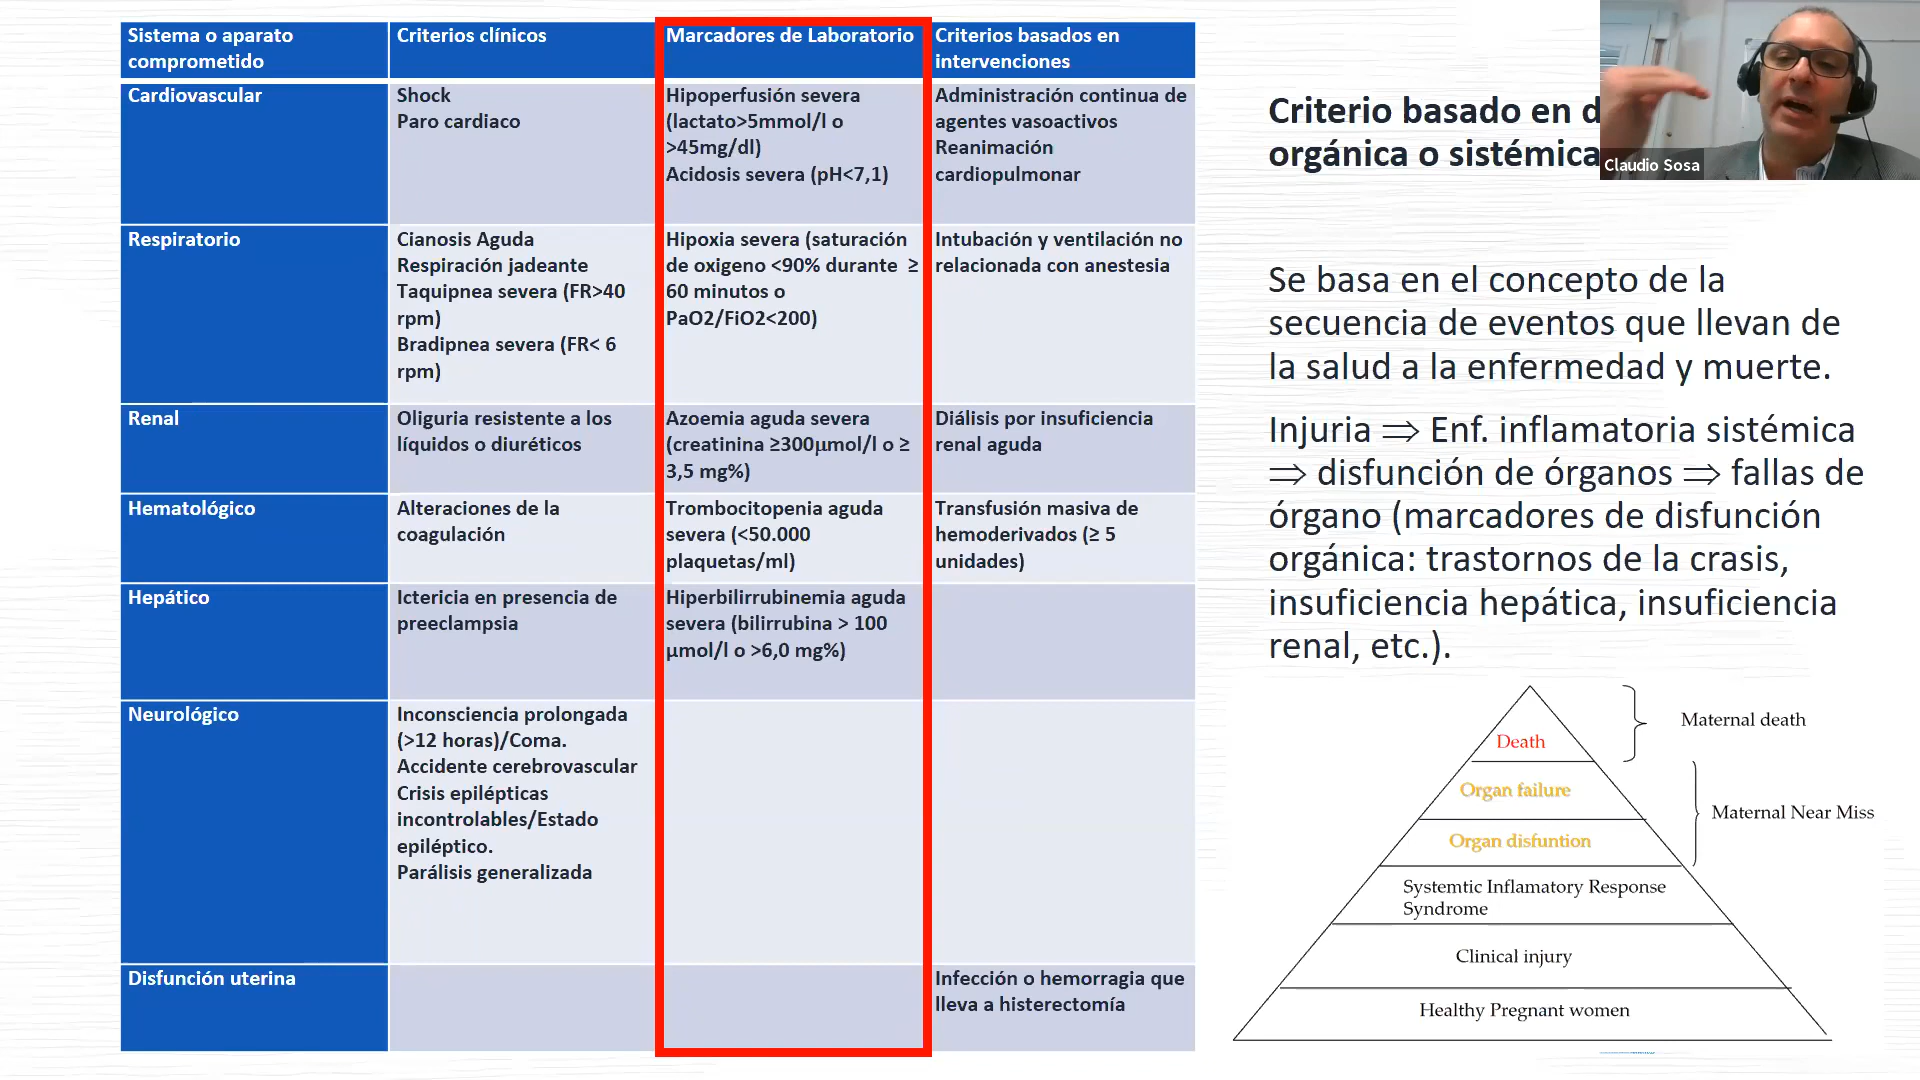 Sistema o aparato
comprometido
Criterios clínicos
Marcadores de Laboratorio
Criterios basados en
intervenciones
Cardiovascular
Shock
Paro cardiaco
Hipoperfusión severa
(lactato>5mmol/l o
>45mg/dl)
Acidosis severa (pH<7,1)
Administración continua de
agentes vasoactivos
Reanimación
cardiopulmonar
Respiratorio
Cianosis Aguda
Respiración jadeante
Taquipnea severa (FR>40
rpm)
Bradipnea severa (FR< 6
rpm)
Hipoxia severa (saturación
de oxigeno <90% durante ≥
60 minutos o
PaO2/FiO2<200)
Intubación y ventilación no
relacionada con anestesia
Renal
Oliguria resistente a los
líquidos o diuréticos
Azoemia aguda severa
(creatinina ≥300µmol/l o ≥
3,5 mg%)
Diálisis por insuficiencia
renal aguda
Hematológico
Alteraciones de la
coagulación
Trombocitopenia aguda
severa (<50.000
plaquetas/ml)
Transfusión masiva de
hemoderivados (≥ 5
unidades)
Hepático
Ictericia en presencia de
preeclampsia
Hiperbilirrubinemia aguda
severa (bilirrubina > 100
µmol/l o >6,0 mg%)
Neurológico
Inconsciencia prolongada
(>12 horas)/Coma.
Accidente cerebrovascular
Crisis epilépticas
incontrolables/Estado
epiléptico.
Parálisis generalizada
Disfunción uterina
Infección o hemorragia que
lleva a histerectomía
Criterio basado en d
orgánica o sistémica
Claudio Sosa
Se basa en el concepto de la
secuencia de eventos que llevan de
la salud a la enfermedad y muerte.
Injuria ⇒ Enf. inflamatoria sistémica
⇒ disfunción de órganos ⇒ fallas de
órgano (marcadores de disfunción
orgánica: trastornos de la crasis,
insuficiencia hepática, insuficiencia
renal, etc.).
Death
Maternal death
Organ failure
Organ disfuntion
Maternal Near Miss
Systemtic Inflamatory Response
Syndrome
Clinical injury
Healthy Pregnant women